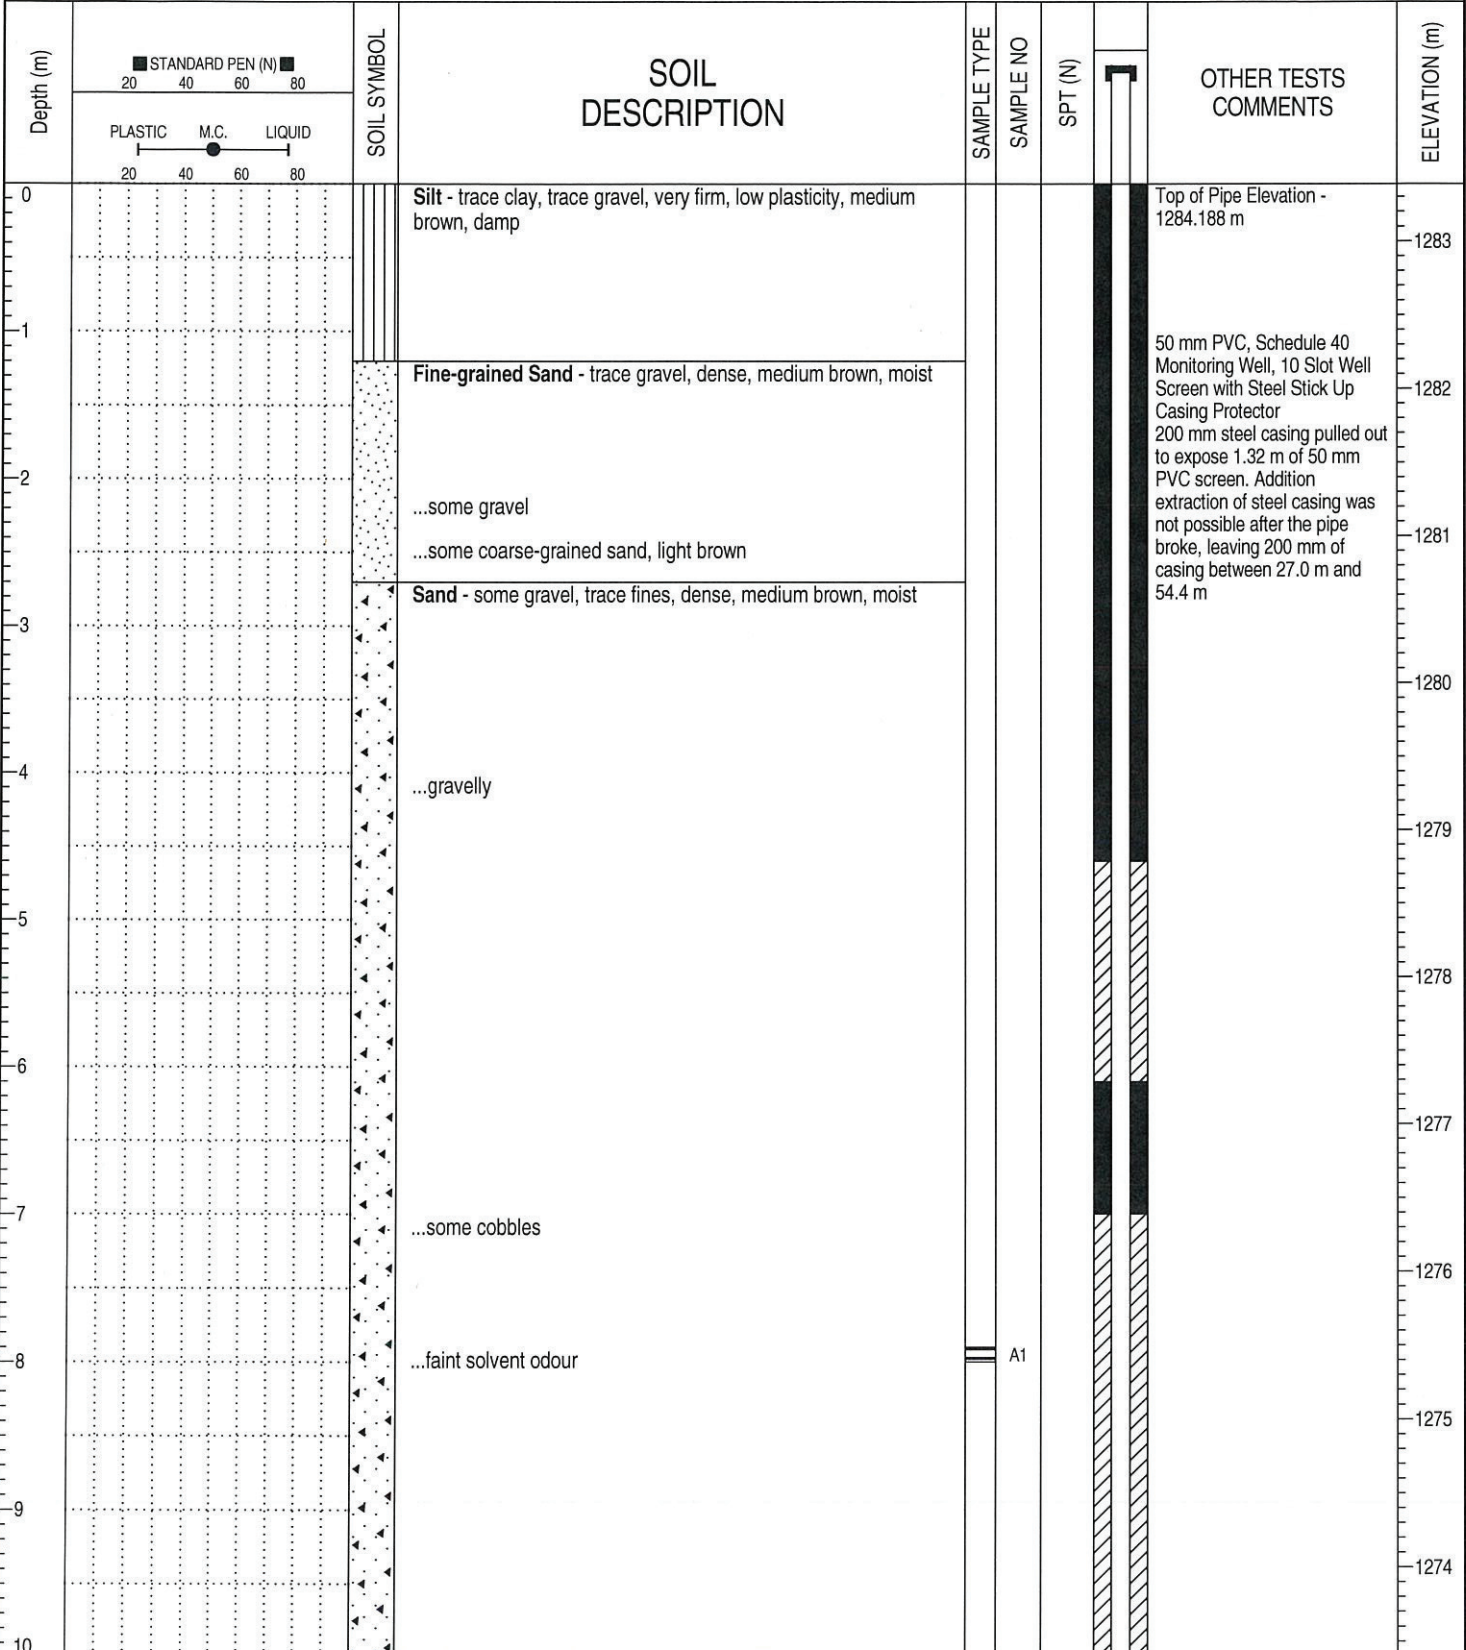 Depth (m)
STANDARD PEN (N)
20 40 60 80
PLASTIC M.C. LIQUID
20 40 60 80
SOIL SYMBOL
SOIL
DESCRIPTION
SAMPLE TYPE
SAMPLE NO
SPT (N)
OTHER TESTS
COMMENTS
ELEVATION (m)
0
1
2
3
4
5
6
7
8
9
10
Silt - trace clay, trace gravel, very firm, low plasticity, medium
brown, damp
Fine-grained Sand - trace gravel, dense, medium brown, moist
...some gravel
...some coarse-grained sand, light brown
Sand - some gravel, trace fines, dense, medium brown, moist
...gravelly
...some cobbles
...faint solvent odour
A1
Top of Pipe Elevation -
1284.188 m
50 mm PVC, Schedule 40
Monitoring Well, 10 Slot Well
Screen with Steel Stick Up
Casing Protector
200 mm steel casing pulled out
to expose 1.32 m of 50 mm
PVC screen. Addition
extraction of steel casing was
not possible after the pipe
broke, leaving 200 mm of
casing between 27.0 m and
54.4 m
1283
1282
1281
1280
1279
1278
1277
1276
1275
1274